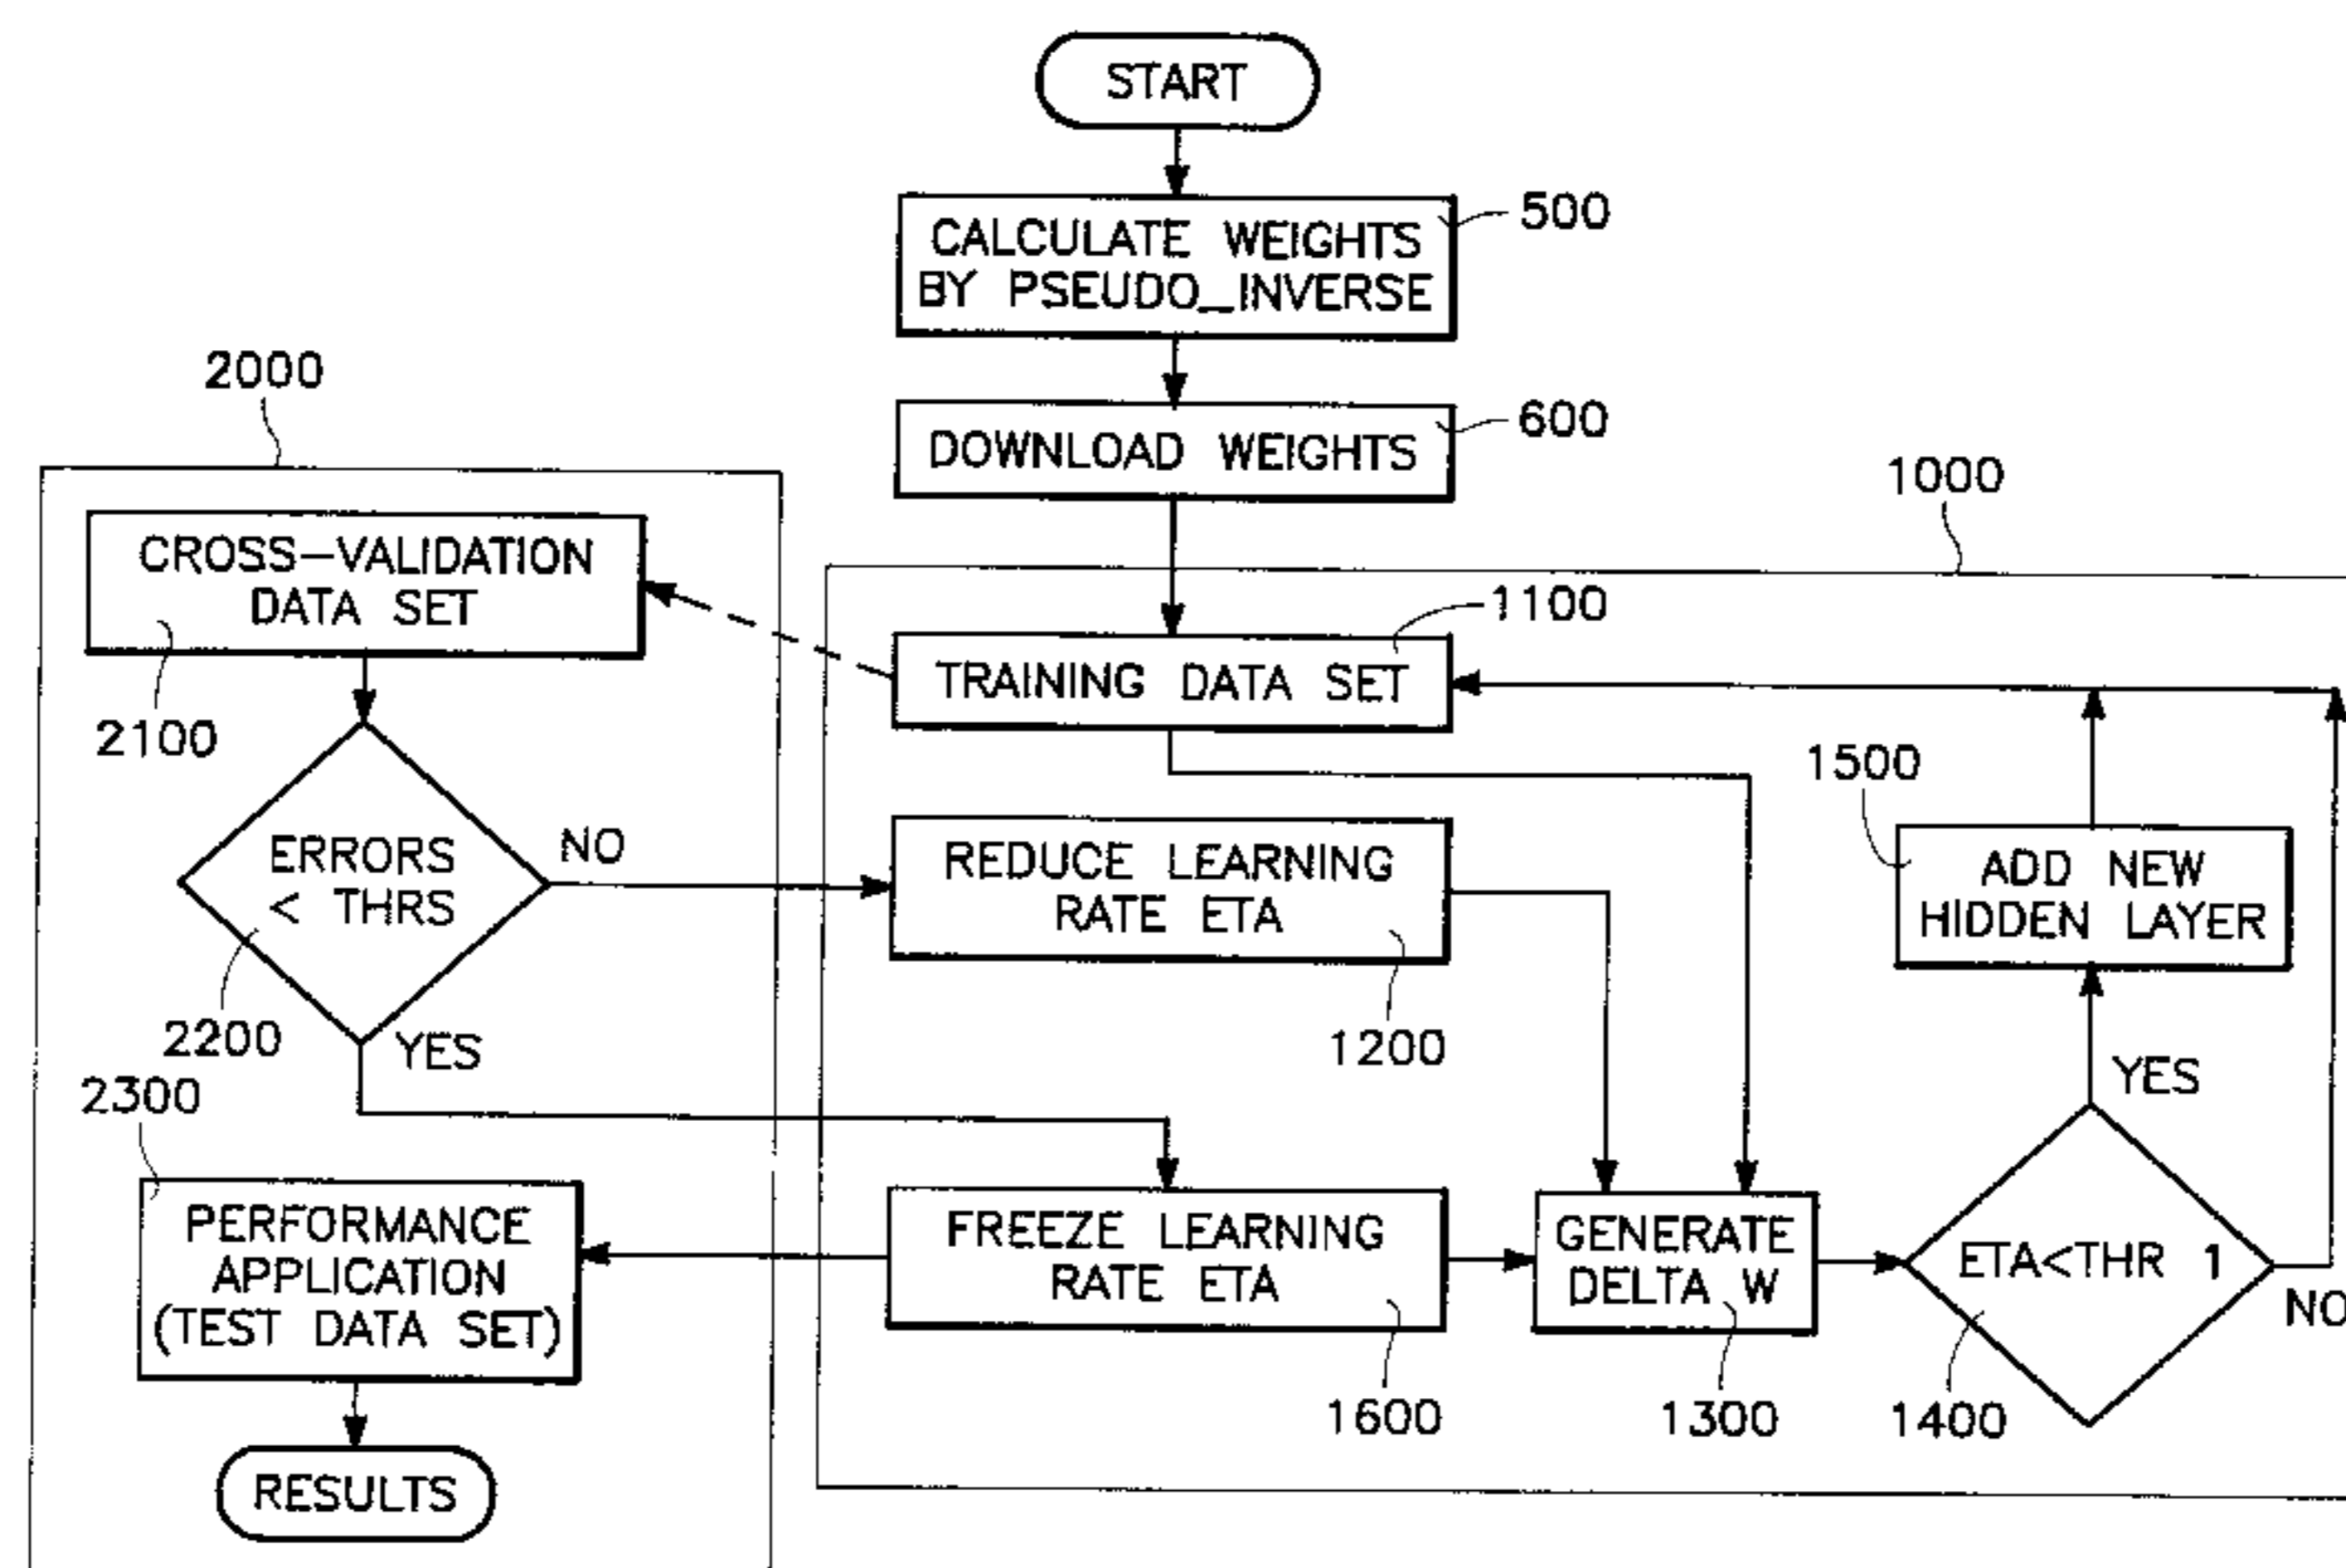 START
CALCULATE WEIGHTS
BY PSEUDO_INVERSE
500
DOWNLOAD WEIGHTS
600
2000
1000
CROSS-VALIDATION
DATA SET
2100
TRAINING DATA SET
1100
ERRORS
< THRS
NO
2200
YES
REDUCE LEARNING
RATE ETA
1200
1500
ADD NEW
HIDDEN LAYER
YES
2300
PERFORMANCE
APPLICATION
(TEST DATA SET)
FREEZE LEARNING
RATE ETA
1600
GENERATE
DELTA W
1300
ETA<THR 1
NO
1400
RESULTS